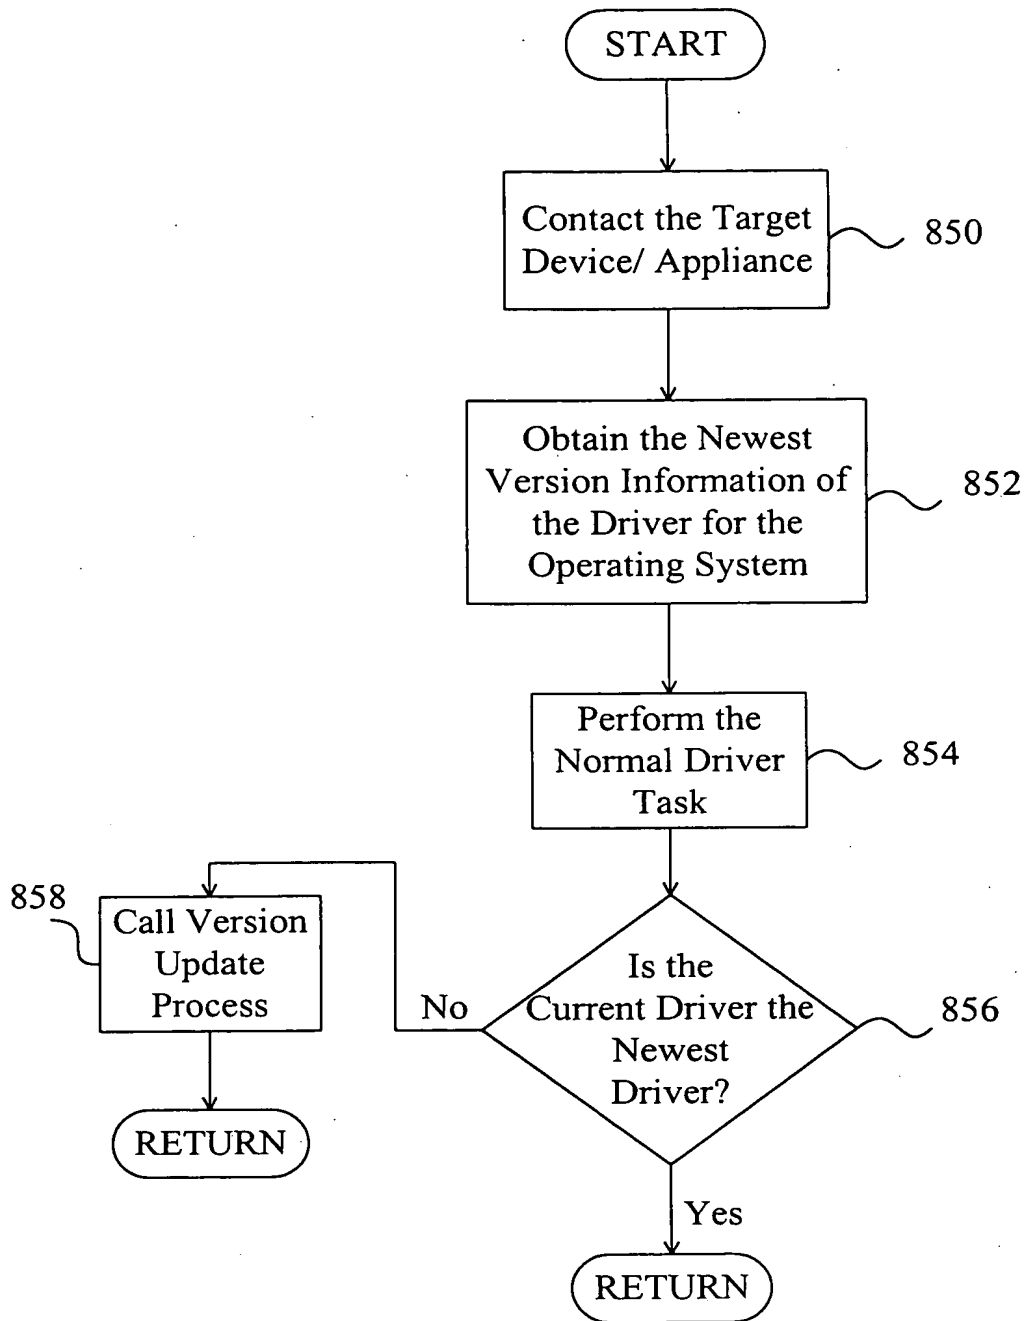 START
Contact the Target
Device/ Appliance
850
Obtain the Newest
Version Information of
the Driver for the
Operating System
852
Perform the
Normal Driver
Task
854
858
Call Version
Update
Process
No
Is the
Current Driver the
Newest
Driver?
856
RETURN
Yes
RETURN